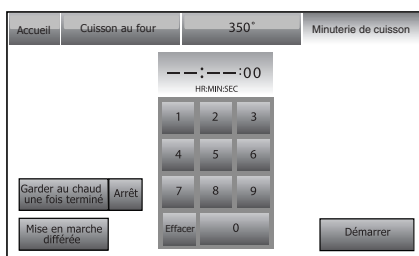 Accueil Cuisson au four 350° Minuterie de cuisson
——:——:00
HR:MIN:SEC
1 2 3
4 5 6
7 8 9
Effacer 0
Garder au chaud
une fois terminé
Arrêt
Mise en marche
différée
Démarrer